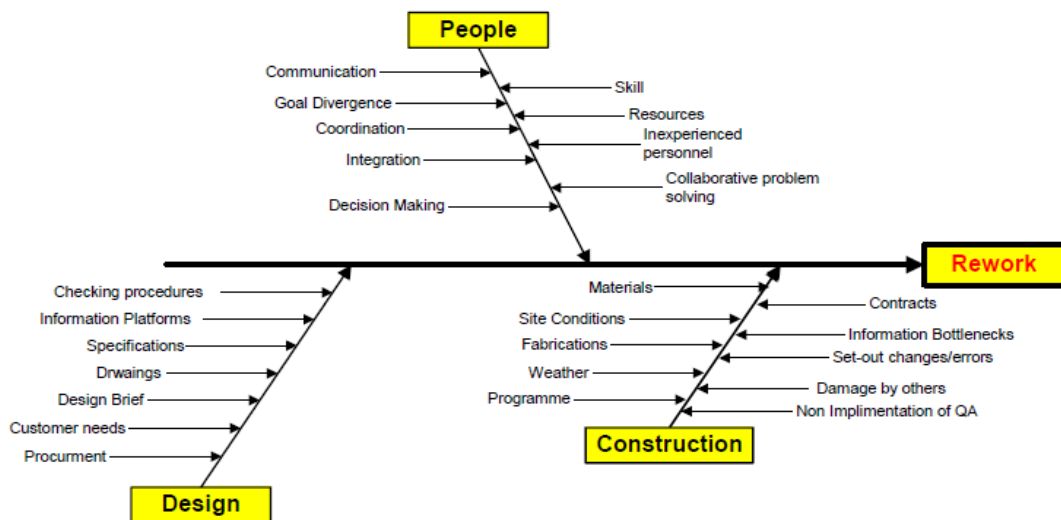 People
Communication
Skill
Goal Divergence
Resources
Coordination
Inexperienced
personnel
Integration
Collaborative problem
solving
Decision Making
Rework
Checking procedures
Information Platforms
Specifications
Drwaings
Design Brief
Customer needs
Procurment
Design
Materials
Contracts
Site Conditions
Information Bottlenecks
Fabrications
Set-out changes/errors
Weather
Damage by others
Programme
Non Implimentation of QA
Construction